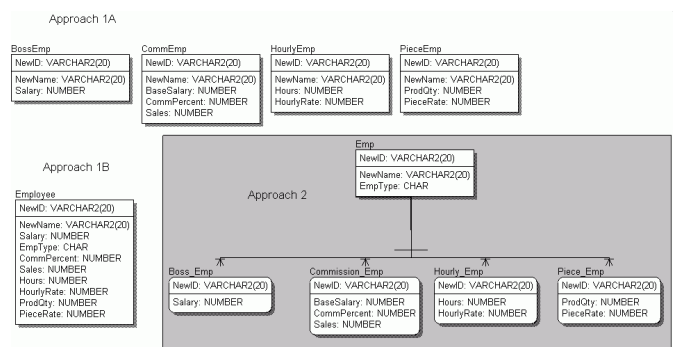 Approach 1A
BossEmp
NewID: VARCHAR2(20)
NewName: VARCHAR2(20)
Salary: NUMBER
CommEmp
NewID: VARCHAR2(20)
NewName: VARCHAR2(20)
BaseSalary: NUMBER
CommPercent: NUMBER
Sales: NUMBER
HourlyEmp
NewID: VARCHAR2(20)
NewName: VARCHAR2(20)
Hours: NUMBER
HourlyRate: NUMBER
PieceEmp
NewID: VARCHAR2(20)
NewName: VARCHAR2(20)
ProdQty: NUMBER
PieceRate: NUMBER
Approach 1B
Employee
NewID: VARCHAR2(20)
NewName: VARCHAR2(20)
Salary: NUMBER
EmpType: CHAR
CommPercent: NUMBER
Sales: NUMBER
Hours: NUMBER
HourlyRate: NUMBER
ProdQty: NUMBER
PieceRate: NUMBER
Approach 2
Emp
NewID: VARCHAR2(20)
NewName: VARCHAR2(20)
EmpType: CHAR
Boss_Emp
NewID: VARCHAR2(20)
Salary: NUMBER
Commission_Emp
NewID: VARCHAR2(20)
BaseSalary: NUMBER
CommPercent: NUMBER
Sales: NUMBER
Hourly_Emp
NewID: VARCHAR2(20)
Hours: NUMBER
HourlyRate: NUMBER
Piece_Emp
NewID: VARCHAR2(20)
ProdQty: NUMBER
PieceRate: NUMBER